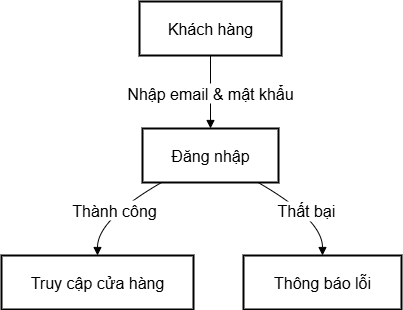 Khách hàng
Nhập email & mật khẩu
Đăng nhập
Thành công
Thất bại
Truy cập cửa hàng
Thông báo lỗi